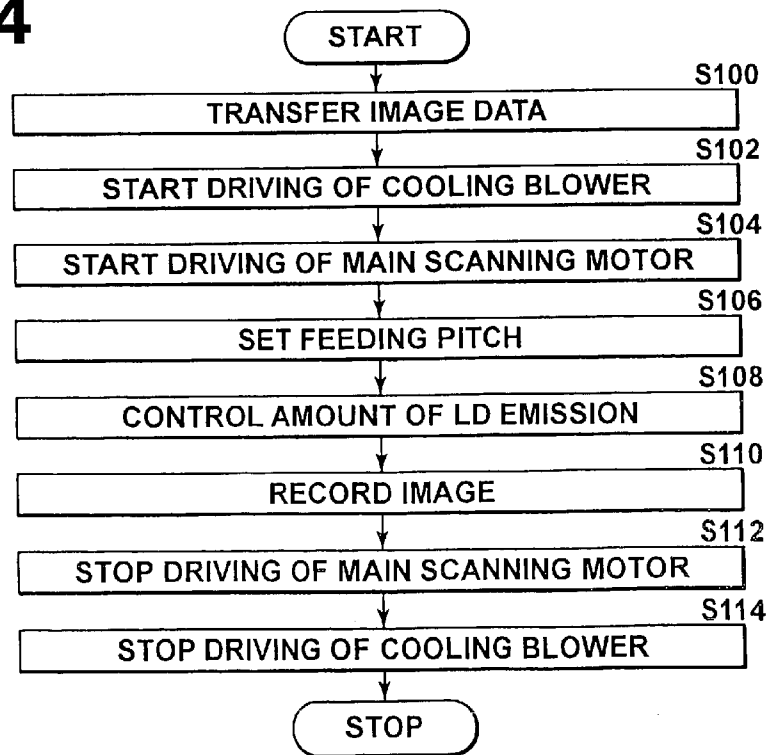 4
START
S100
TRANSFER IMAGE DATA
S102
START DRIVING OF COOLING BLOWER
S104
START DRIVING OF MAIN SCANNING MOTOR
S106
SET FEEDING PITCH
S108
CONTROL AMOUNT OF LD EMISSION
S110
RECORD IMAGE
S112
STOP DRIVING OF MAIN SCANNING MOTOR
S114
STOP DRIVING OF COOLING BLOWER
STOP